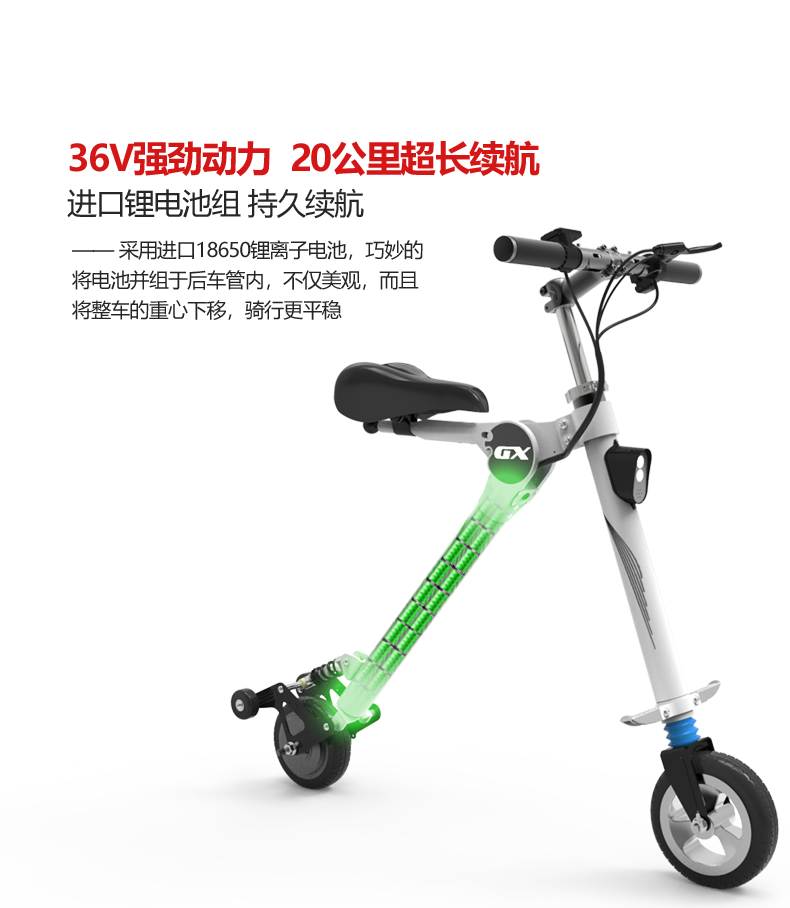 36V强劲动力 20公里超长续航
进口锂电池组 持久续航
—— 采用进口18650锂离子电池，巧妙的
将电池并组于后车管内，不仅美观，而且
将整车的重心下移，骑行更平稳
GX